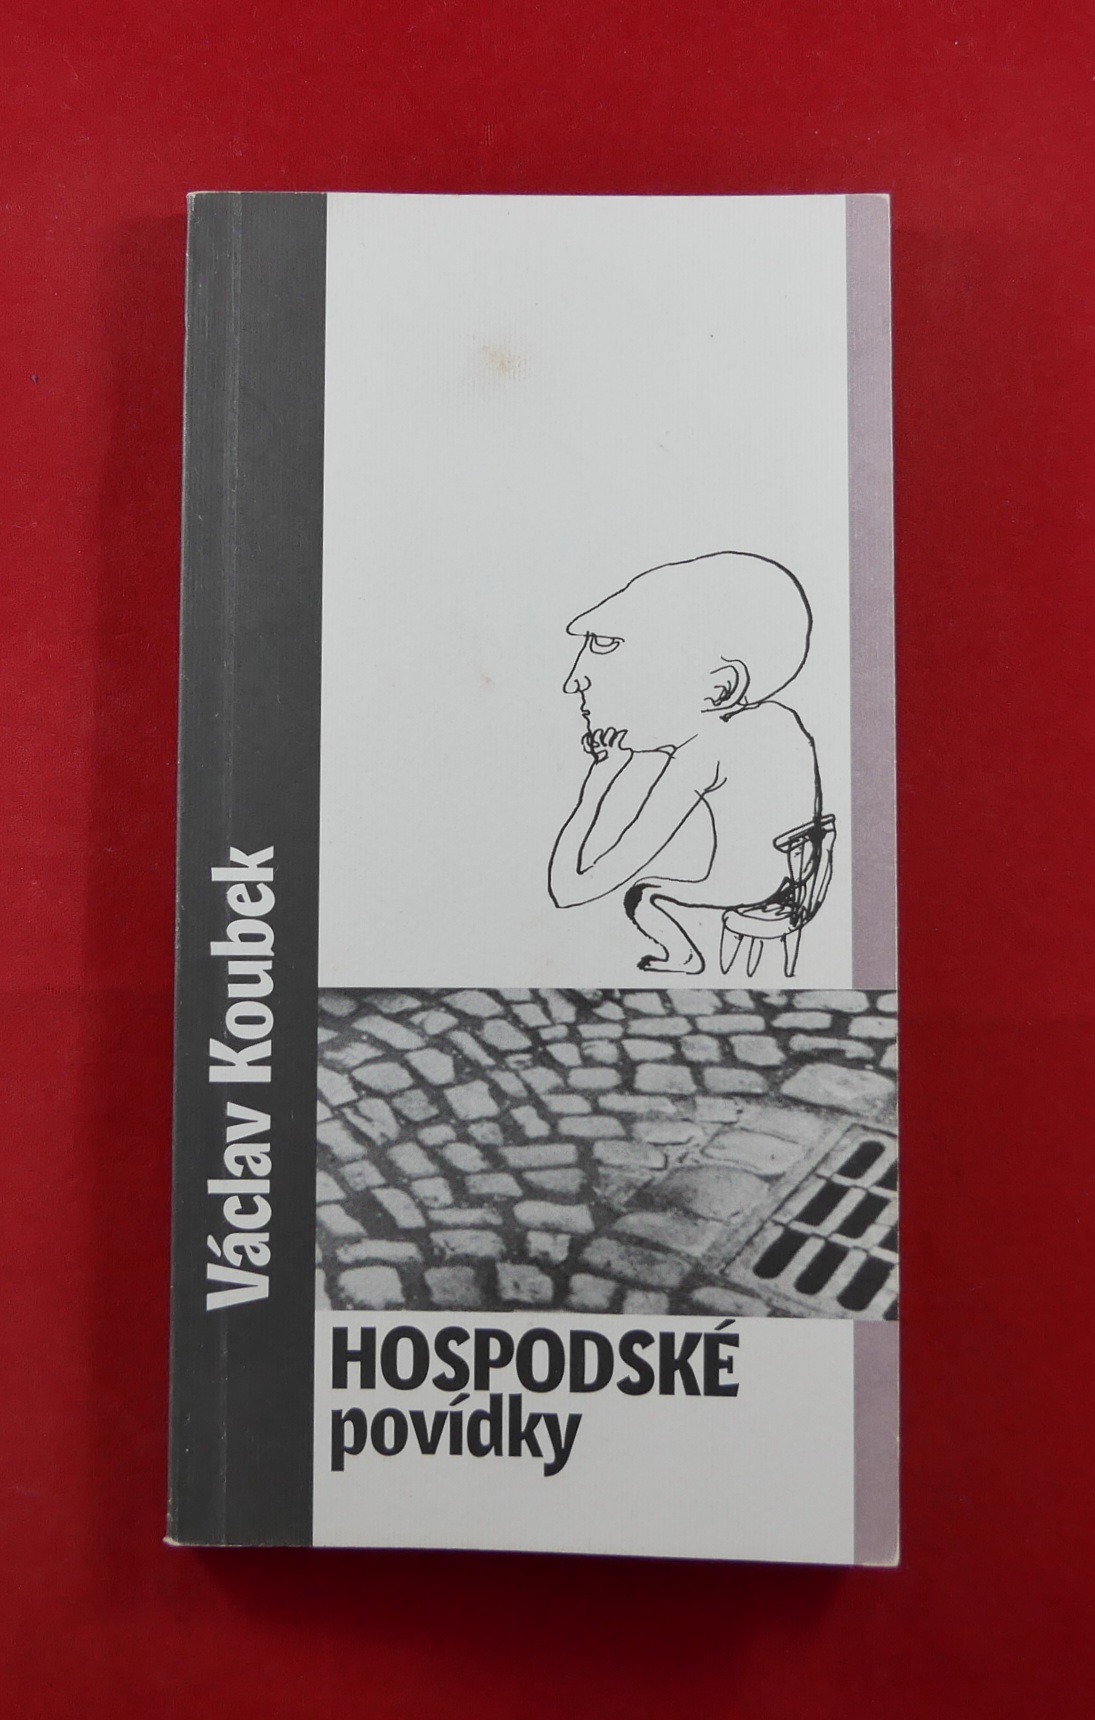 Václav Koubek
HOSPODSKÉ
povídky